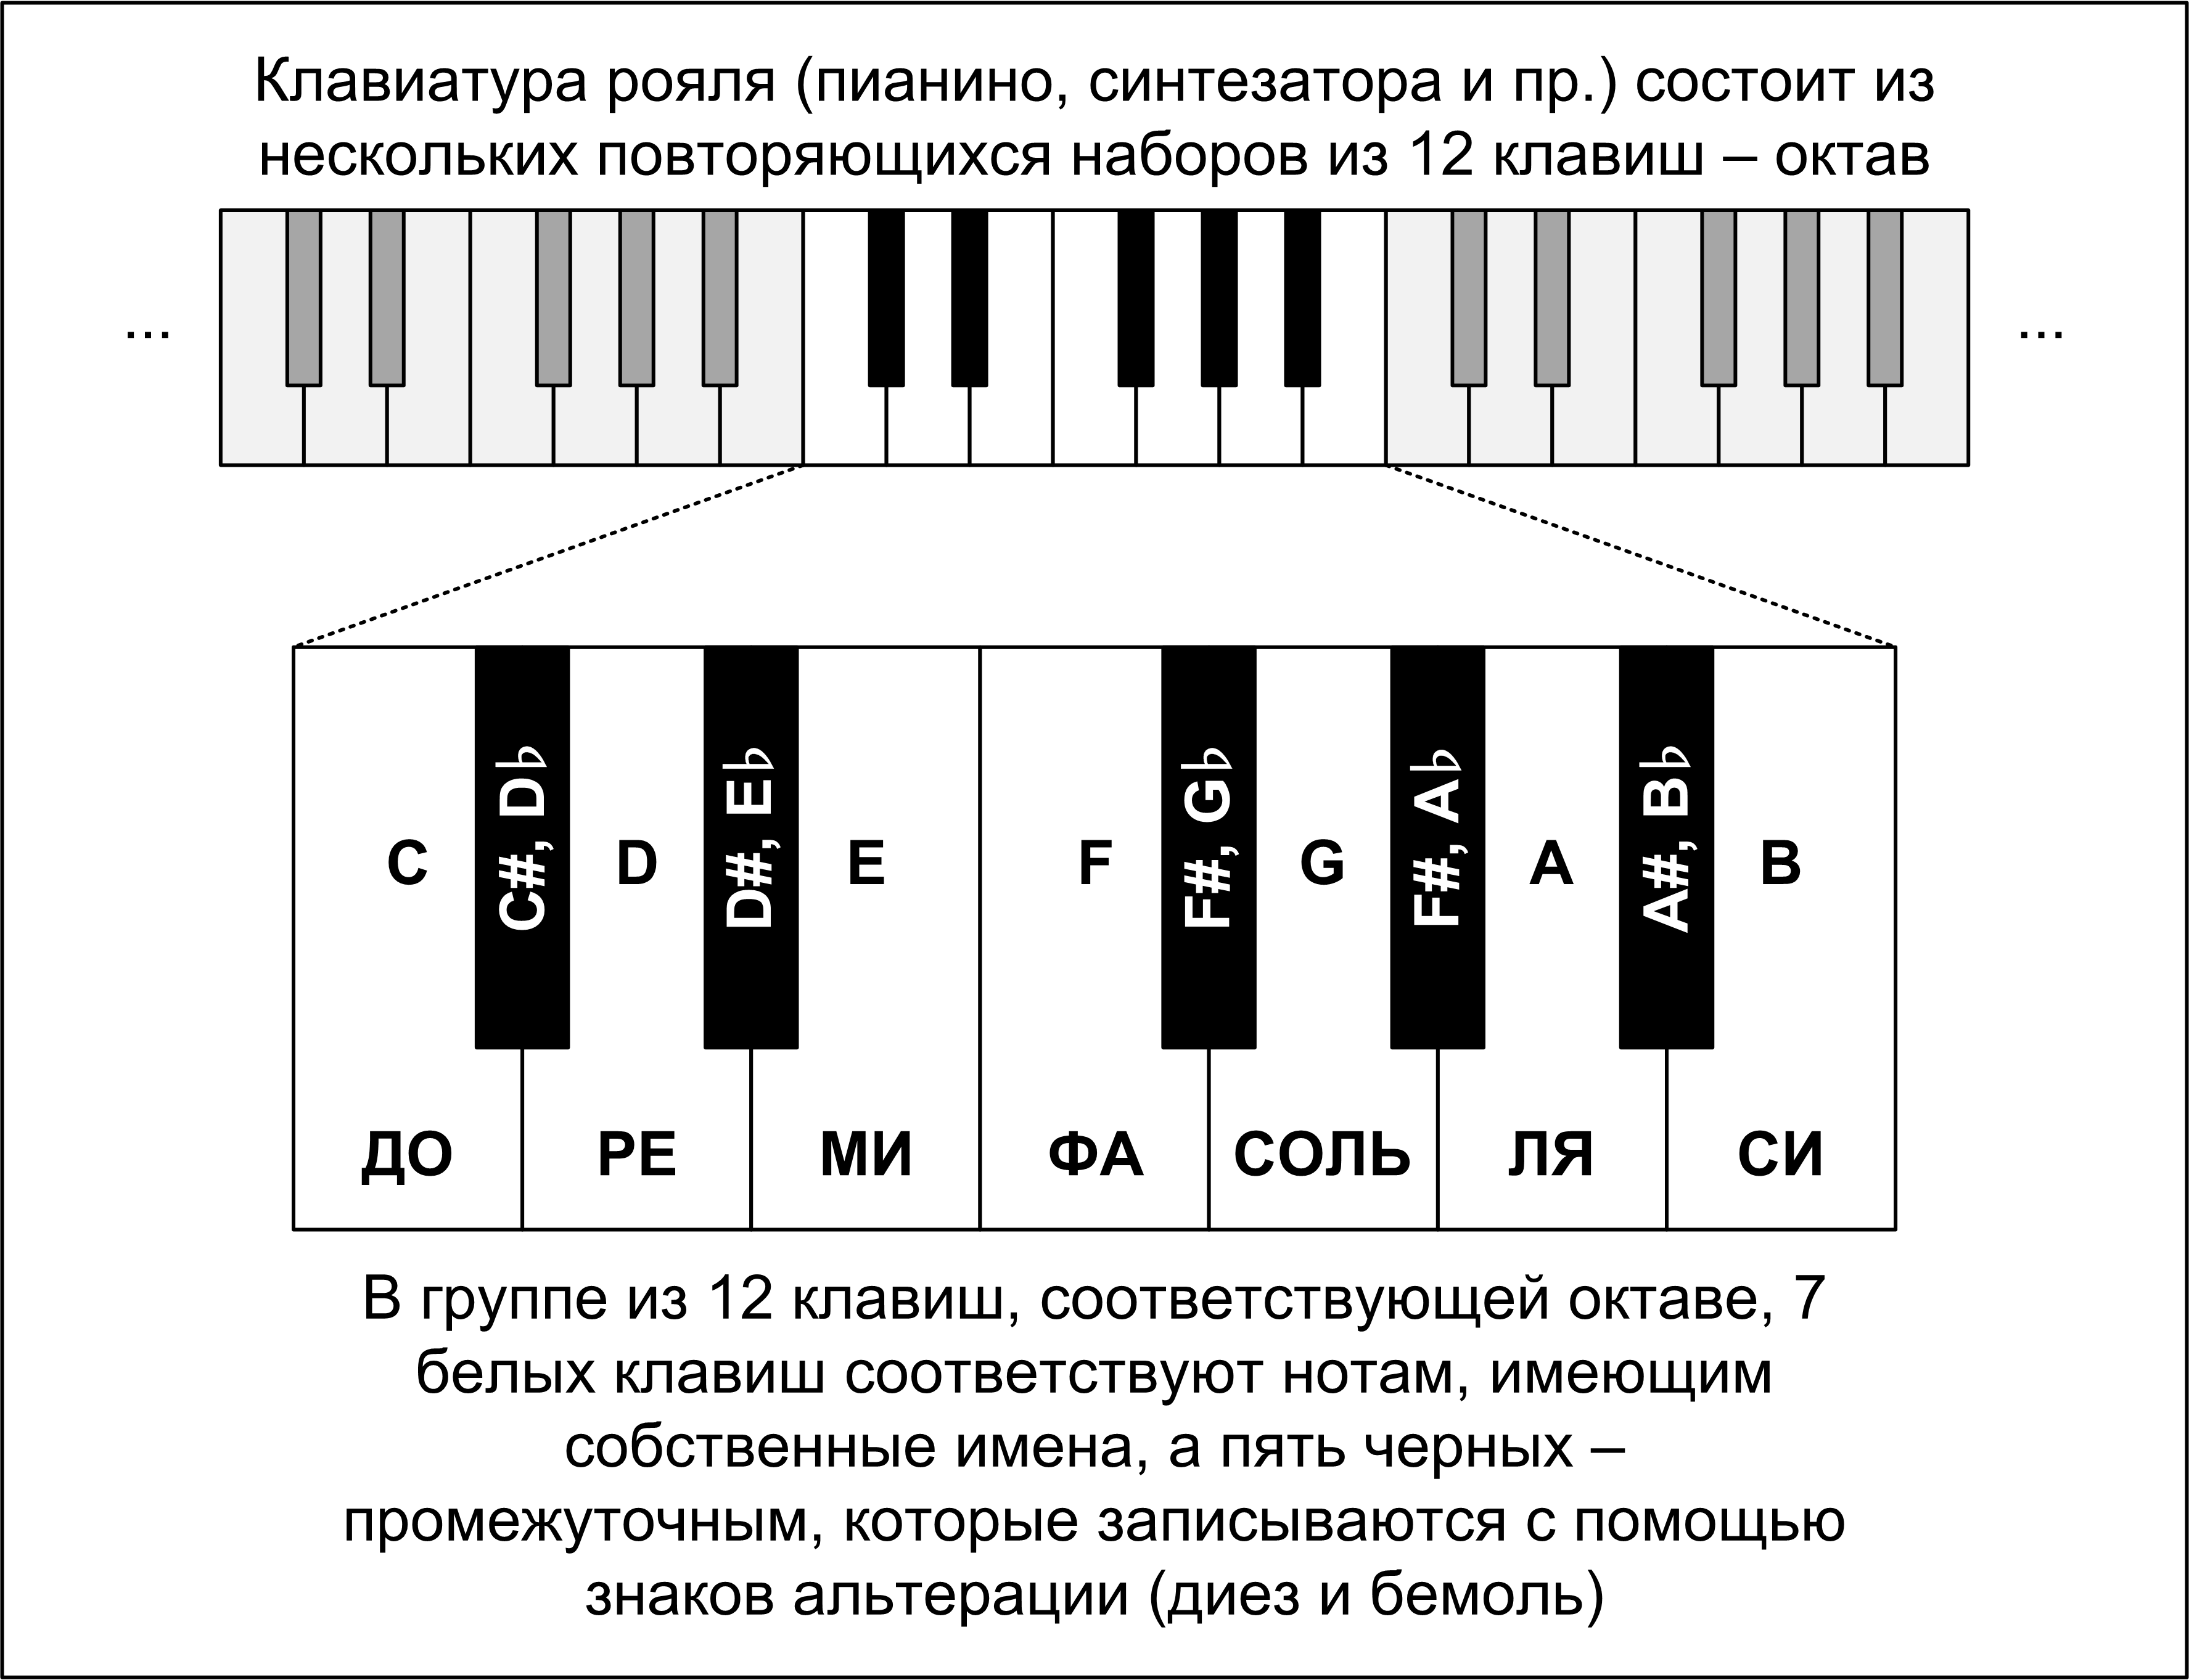 Клавиатура рояля (пианино, синтезатора и пр.) состоит из
нескольких повторяющихся наборов из 12 клавиш – октав
... ...
C#, D♭ D#, E♭ F#, G♭ F#, A♭ A#, B♭
C D E F G A B
ДО РЕ МИ ФА СОЛЬ ЛЯ СИ
В группе из 12 клавиш, соответствующей октаве, 7
белых клавиш соответствуют нотам, имеющим
собственные имена, а пять черных –
промежуточным, которые записываются с помощью
знаков альтерации (диез и бемоль)